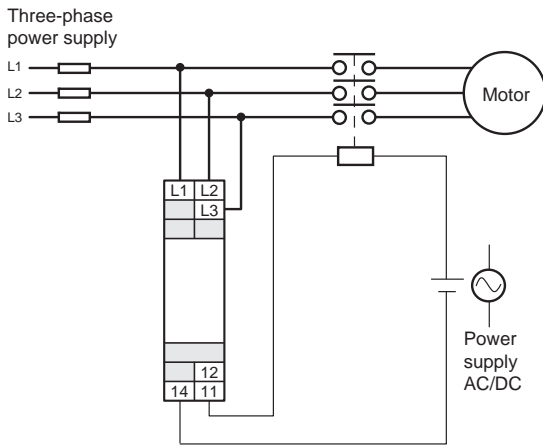 Three-phase
power supply
L1
L2
L3
Motor
L1 L2
L3
12
14 11
Power
supply
AC/DC